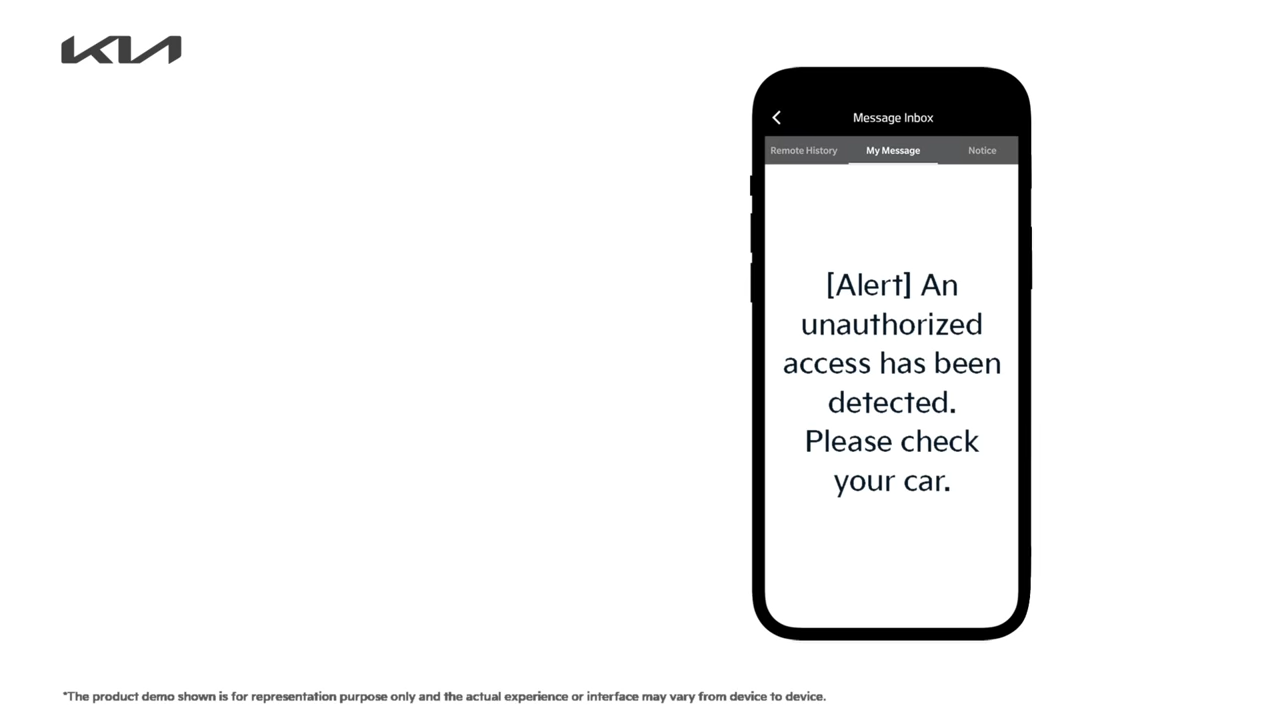 KIA
Message Inbox
Remote History My Message Notice
[Alert] An
unauthorized
access has been
detected.
Please check
your car.
*The product demo shown is for representation purpose only and the actual experience or interface may vary from device to device.